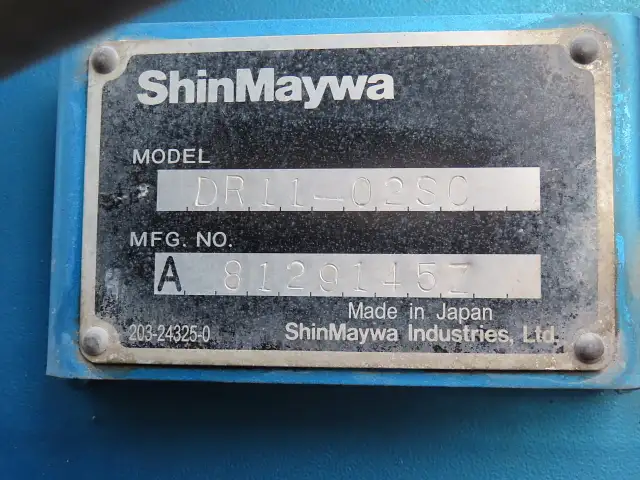 ShinMaywa
MODEL
DR11-02SC
MFG. NO.
A 8129145Z
Made in Japan
203-24325-0
ShinMaywa Industries, Ltd.